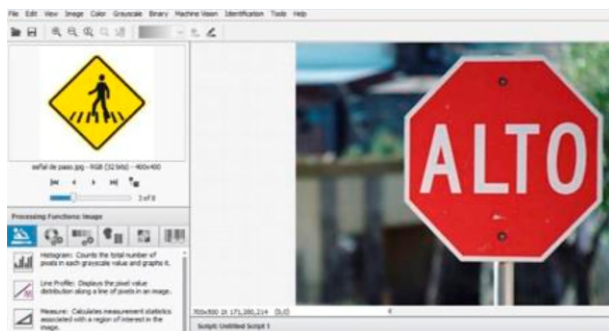 File Edit View Image Color Grayscale Binary Machine Vision Identification Tools Help
ALTO
señal de paso.jpg - RGB (32 bits) - 400x400
3 of 8
Processing Functions: Image
Histogram: Counts the total number of
pixels in each grayscale value and graphs it.
Line Profile: Displays the pixel value
distribution along a line of pixels in an image.
Measure: Calculates measurement statistics
associated with a region of interest in the
image.
(0,0)
Script: Untitled Script 1